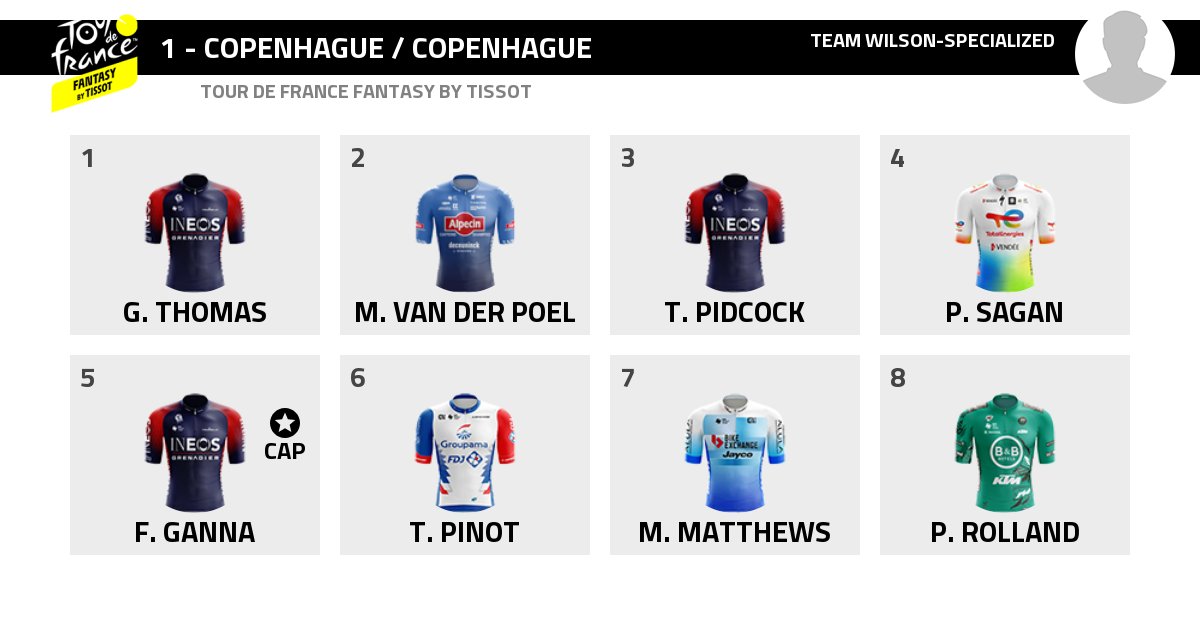 TOUR
de
france
FANTASY
BY TISSOT
1 - COPENHAGUE / COPENHAGUE
TEAM WILSON-SPECIALIZED
TOUR DE FRANCE FANTASY BY TISSOT
1
INEOS
GRENADIER
G. THOMAS
2
Alpecin
deceuninck
M. VAN DER POEL
3
INEOS
GRENADIER
T. PIDCOCK
4
TE
TotalEnergies
VENDÉE
P. SAGAN
5
INEOS
GRENADIER
CAP
F. GANNA
6
Groupama
FDJ
T. PINOT
7
BIKE
EXCHANGE
Jayco
M. MATTHEWS
8
B&B
HOTELS
KTM
P. ROLLAND